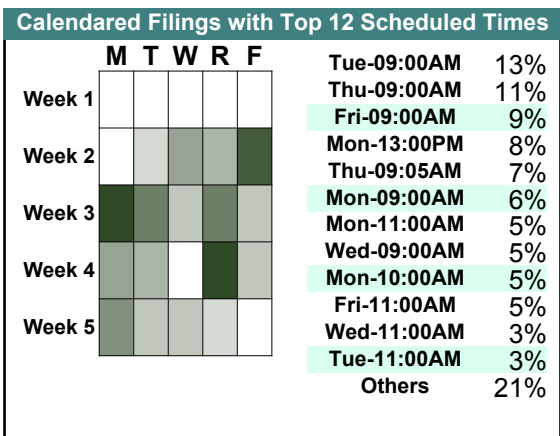 Calendared Filings with Top 12 Scheduled Times
M T W R F
Week 1
Week 2
Week 3
Week 4
Week 5
Tue-09:00AM 13%
Thu-09:00AM 11%
Fri-09:00AM 9%
Mon-13:00PM 8%
Thu-09:05AM 7%
Mon-09:00AM 6%
Mon-11:00AM 5%
Wed-09:00AM 5%
Mon-10:00AM 5%
Fri-11:00AM 5%
Wed-11:00AM 3%
Tue-11:00AM 3%
Others 21%